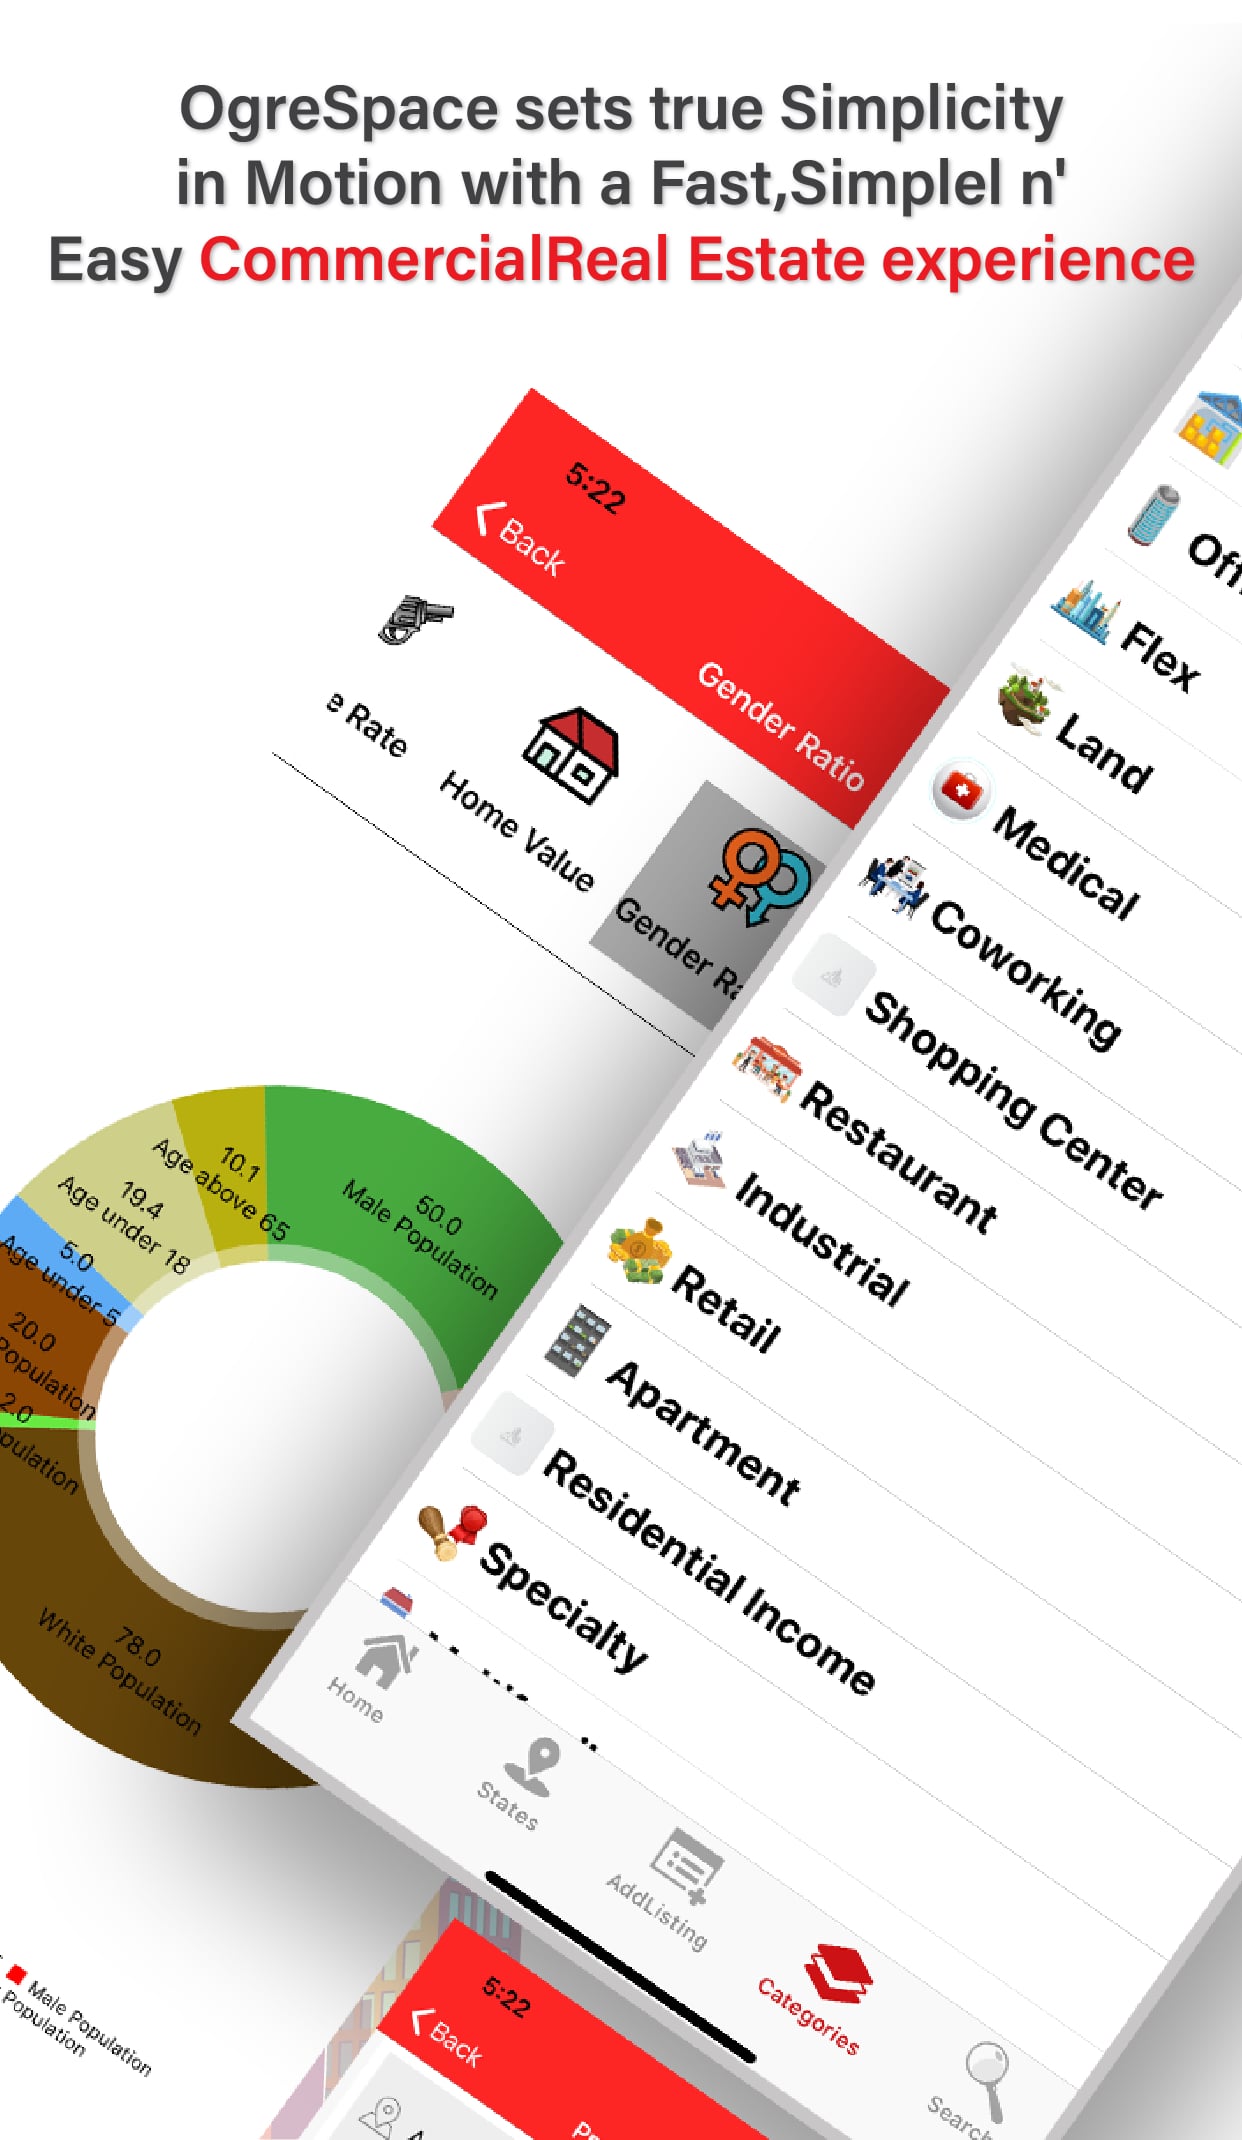 OgreSpace sets true Simplicity
in Motion with a Fast,Simplel n'
Easy CommercialReal Estate experience
5:22
Back
Gender Ratio
e Rate
Home Value
Gender Ra
50.0
Male Population
10.1
Age above 65
19.4
Age under 18
5.0
Age under 5
20.0
Population
2.0
pulation
78.0
White Population
Male Population
Population
Off
Flex
Land
Medical
Coworking
Shopping Center
Restaurant
Industrial
Retail
Apartment
Residential Income
Specialty
Home
States
AddListing
Categories
Search
5:22
Back